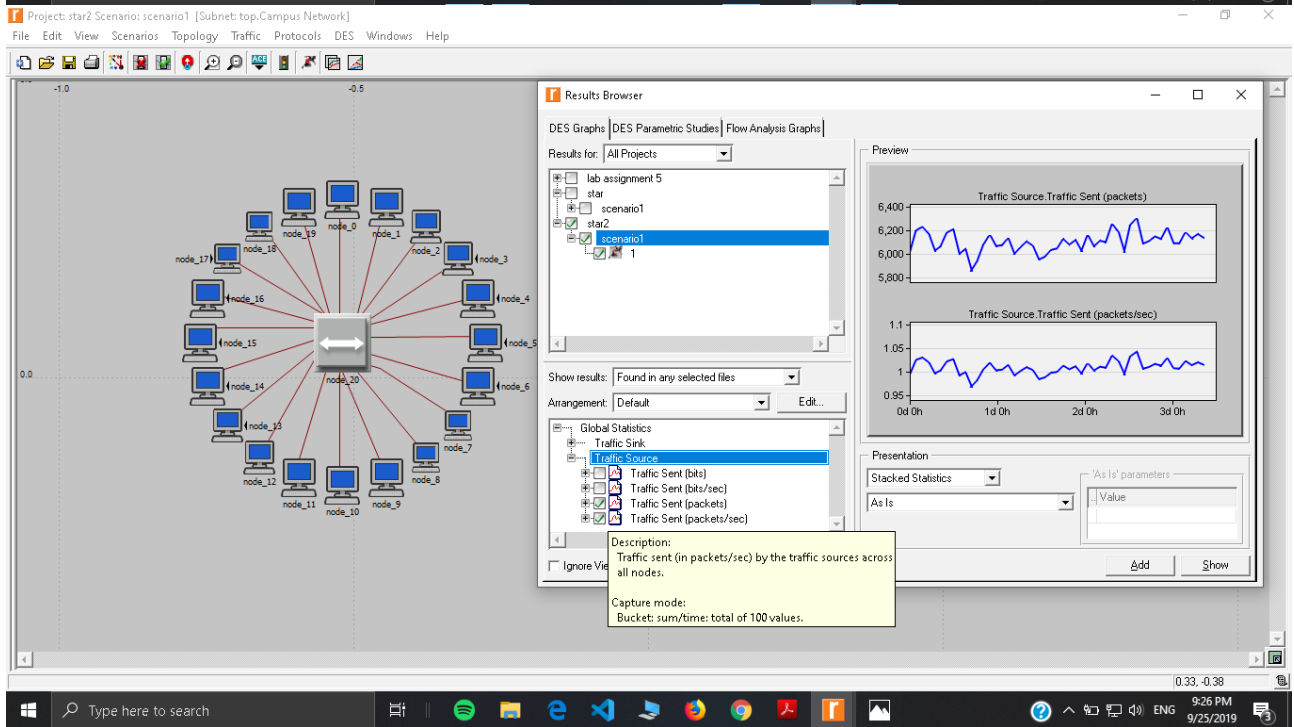 Project: star2 Scenario: scenario1 [Subnet: top.Campus Network]
File Edit View Scenarios Topology Traffic Protocols DES Windows Help
ACE
-1.0 -0.5
0.0
node_0
node_1
node_2
node_3
node_4
node_5
node_6
node_7
node_8
node_9
node_10
node_11
node_12
node_13
node_14
node_15
node_16
node_17
node_18
node_19
node_20
Results Browser
DES Graphs DES Parametric Studies Flow Analysis Graphs
Results for: All Projects
lab assignment 5
star
scenario1
star2
scenario1
1
Show results: Found in any selected files
Arrangement: Default Edit...
Global Statistics
Traffic Sink
Traffic Source
Traffic Sent (bits)
Traffic Sent (bits/sec)
Traffic Sent (packets)
Traffic Sent (packets/sec)
Ignore Vie
Description:
Traffic sent (in packets/sec) by the traffic sources across
all nodes.
Capture mode:
Bucket: sum/time: total of 100 values.
Preview
Traffic Source.Traffic Sent (packets)
6,400
6,200
6,000
5,800
Traffic Source.Traffic Sent (packets/sec)
1.1
1.05
1
0.95
0d 0h 1d 0h 2d 0h 3d 0h
Presentation
Stacked Statistics
As Is
'As Is' parameters
... Value
Add Show
0.33, -0.38
Type here to search
ENG
9:26 PM
9/25/2019
3